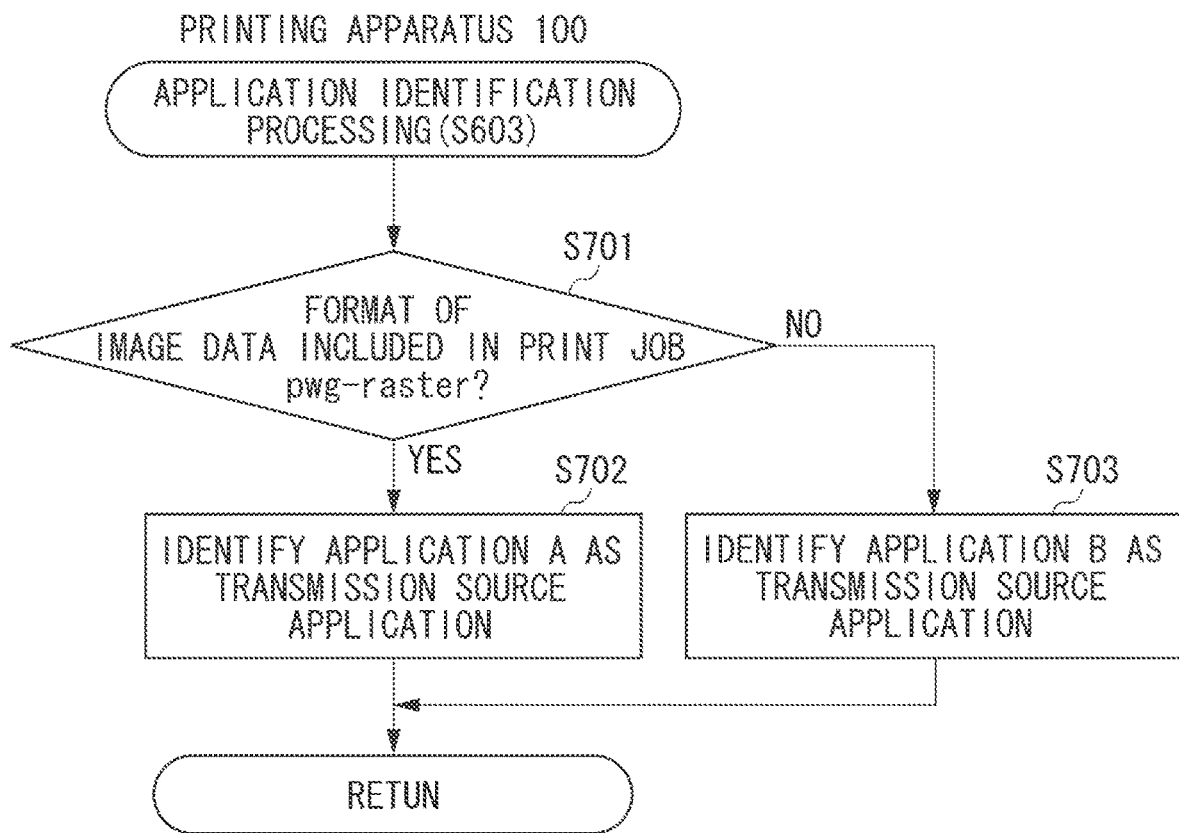 PRINTING APPARATUS 100
APPLICATION IDENTIFICATION
PROCESSING(S603)
S701
FORMAT OF
IMAGE DATA INCLUDED IN PRINT JOB
pwg-raster?
NO
YES
S702
S703
IDENTIFY APPLICATION A AS
TRANSMISSION SOURCE
APPLICATION
IDENTIFY APPLICATION B AS
TRANSMISSION SOURCE
APPLICATION
RETUN